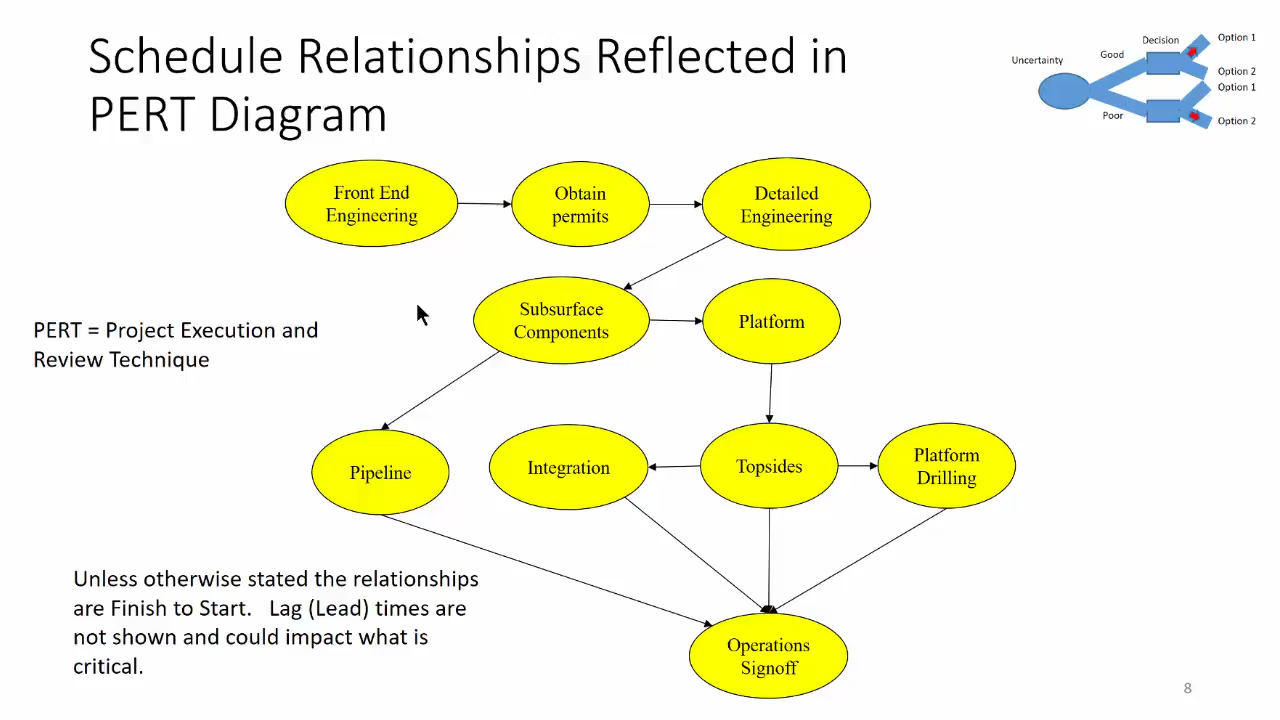 Schedule Relationships Reflected in
PERT Diagram
Uncertainty
Good
Decision
Option 1
Option 2
Option 1
Poor
Option 2
Front End
Engineering
Obtain
permits
Detailed
Engineering
Subsurface
Components
Platform
PERT = Project Execution and
Review Technique
Pipeline
Integration
Topsides
Platform
Drilling
Unless otherwise stated the relationships
are Finish to Start.   Lag (Lead) times are
not shown and could impact what is
critical.
Operations
Signoff
8